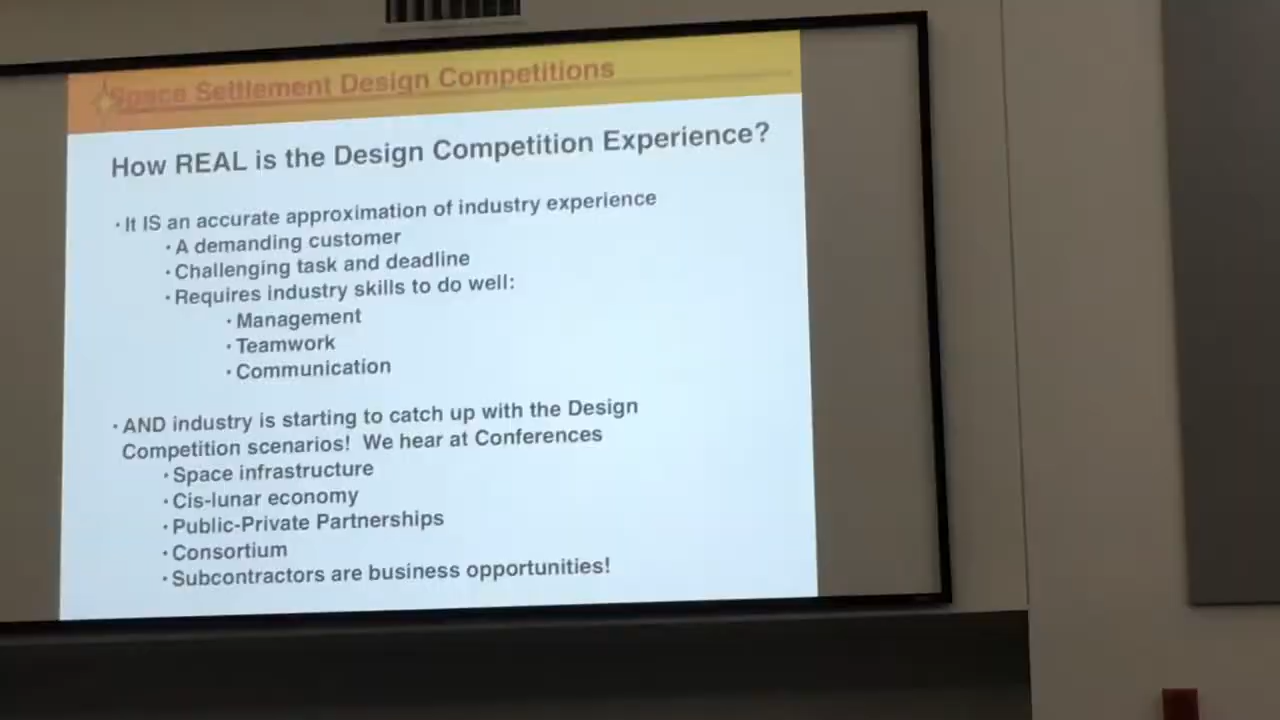 Space Settlement Design Competitions
How REAL is the Design Competition Experience?
· It IS an accurate approximation of industry experience
· A demanding customer
· Challenging task and deadline
· Requires industry skills to do well:
· Management
· Teamwork
· Communication
· AND industry is starting to catch up with the Design
Competition scenarios! We hear at Conferences
· Space infrastructure
· Cis-lunar economy
· Public-Private Partnerships
· Consortium
· Subcontractors are business opportunities!